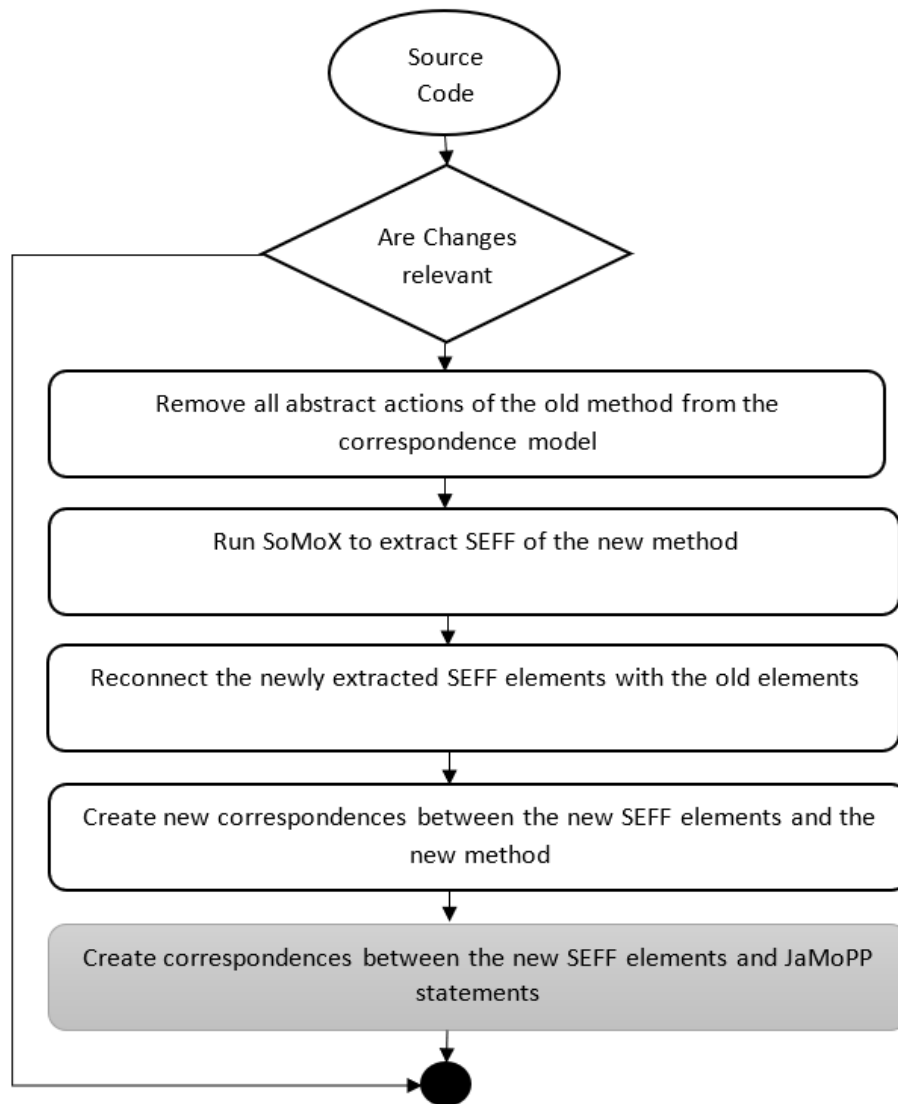 Source
Code
Are Changes
relevant
Remove all abstract actions of the old method from the
correspondence model
Run SoMoX to extract SEFF of the new method
Reconnect the newly extracted SEFF elements with the old elements
Create new correspondences between the new SEFF elements and the
new method
Create correspondences between the new SEFF elements and JaMoPP
statements